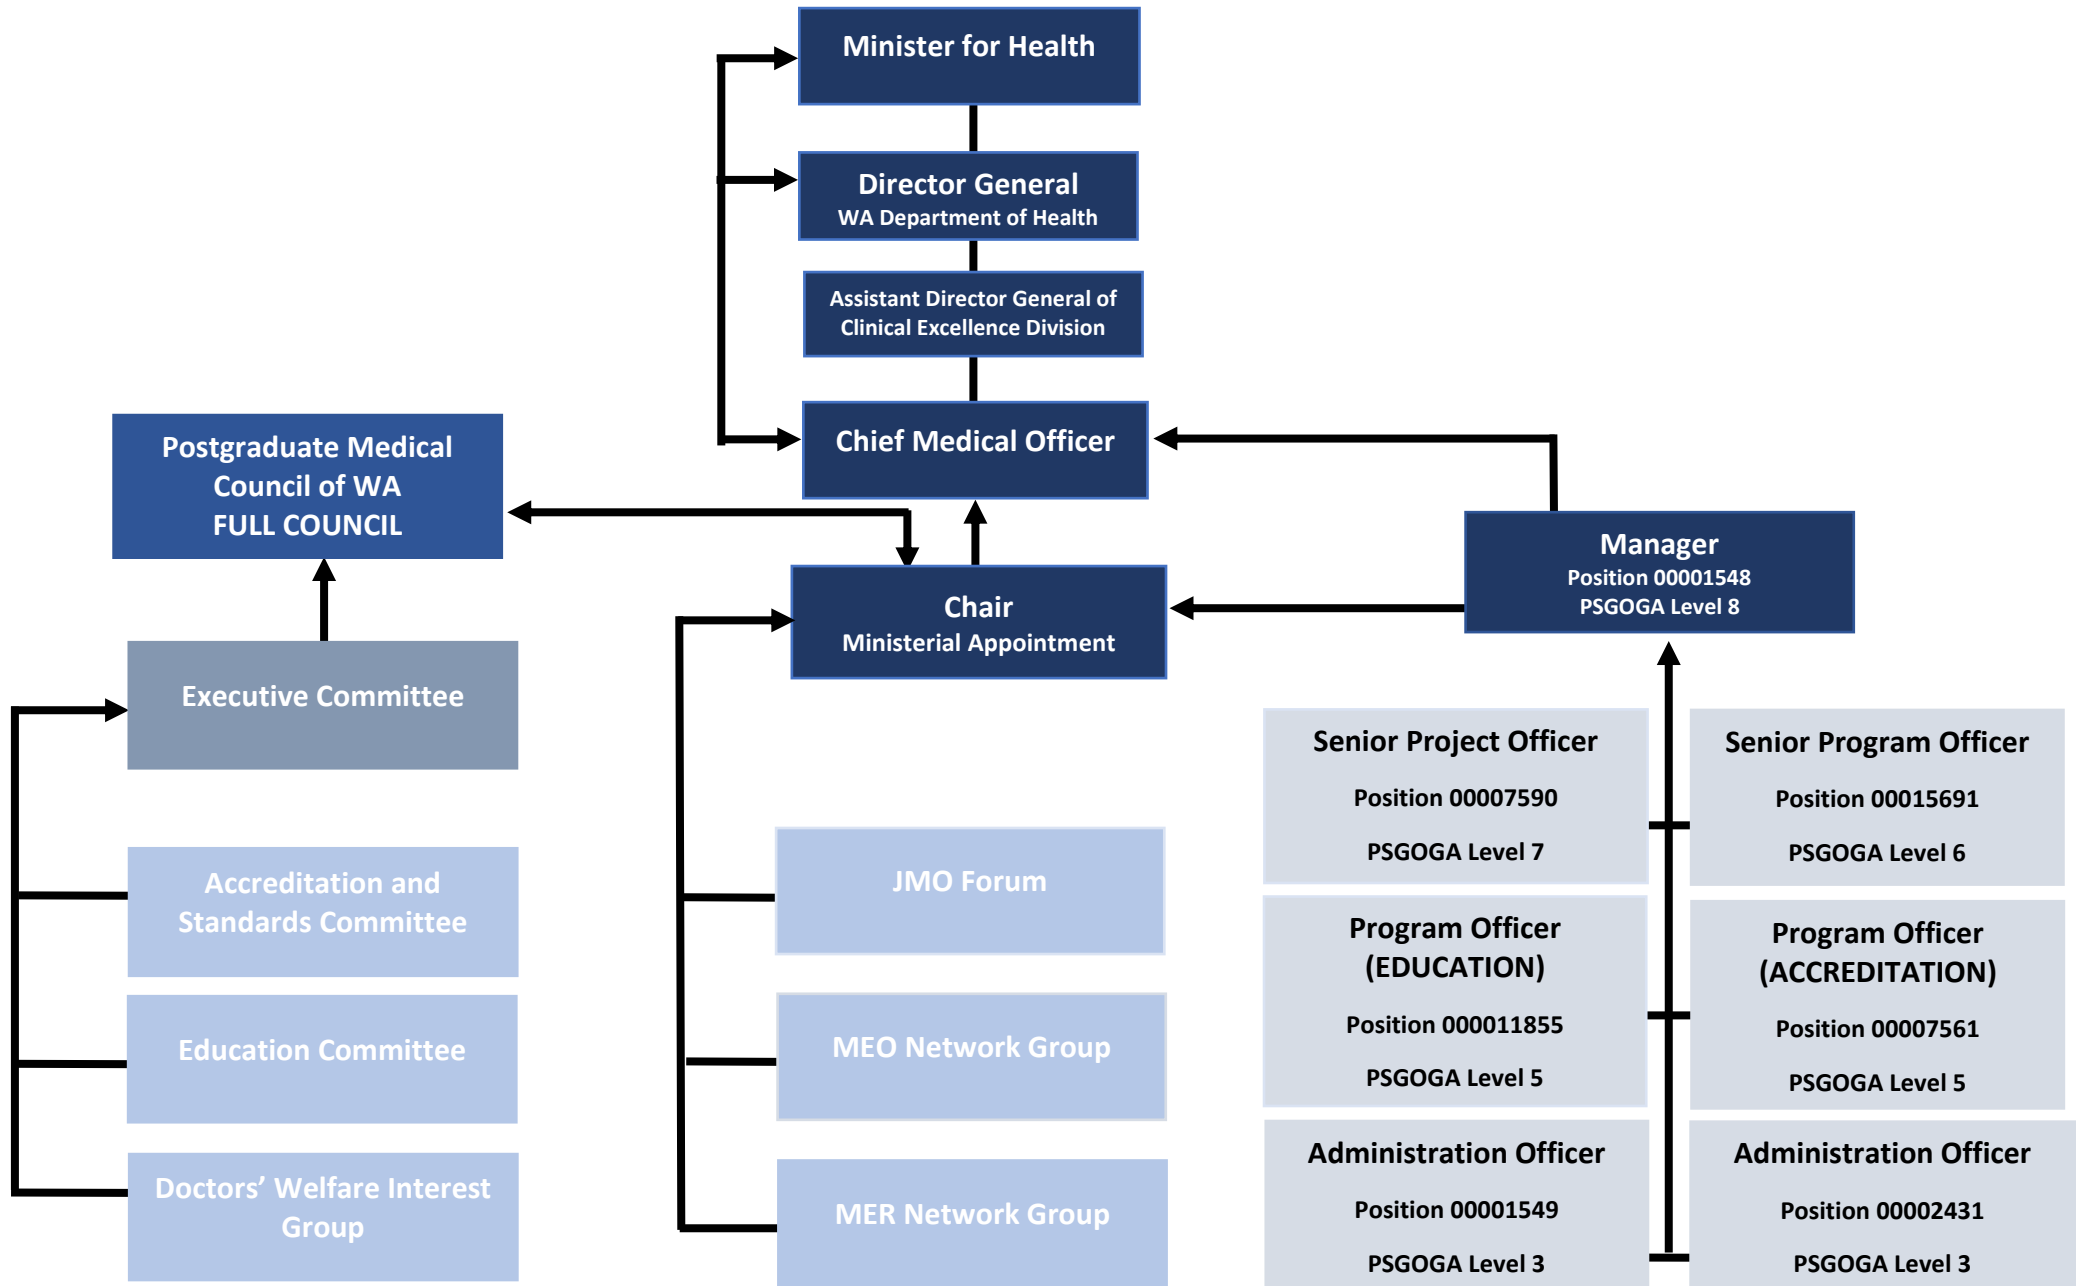 Minister for Health
Director General
WA Department of Health
Assistant Director General of
Clinical Excellence Division
Chief Medical Officer
Postgraduate Medical
Council of WA
FULL COUNCIL
Manager
Position 00001548
PSGOGA Level 8
Chair
Ministerial Appointment
Executive Committee
Accreditation and
Standards Committee
Education Committee
Doctors’ Welfare Interest
Group
JMO Forum
MEO Network Group
MER Network Group
Senior Project Officer
Position 00007590
PSGOGA Level 7
Senior Program Officer
Position 00015691
PSGOGA Level 6
Program Officer
(EDUCATION)
Position 000011855
PSGOGA Level 5
Program Officer
(ACCREDITATION)
Position 00007561
PSGOGA Level 5
Administration Officer
Position 00001549
PSGOGA Level 3
Administration Officer
Position 00002431
PSGOGA Level 3